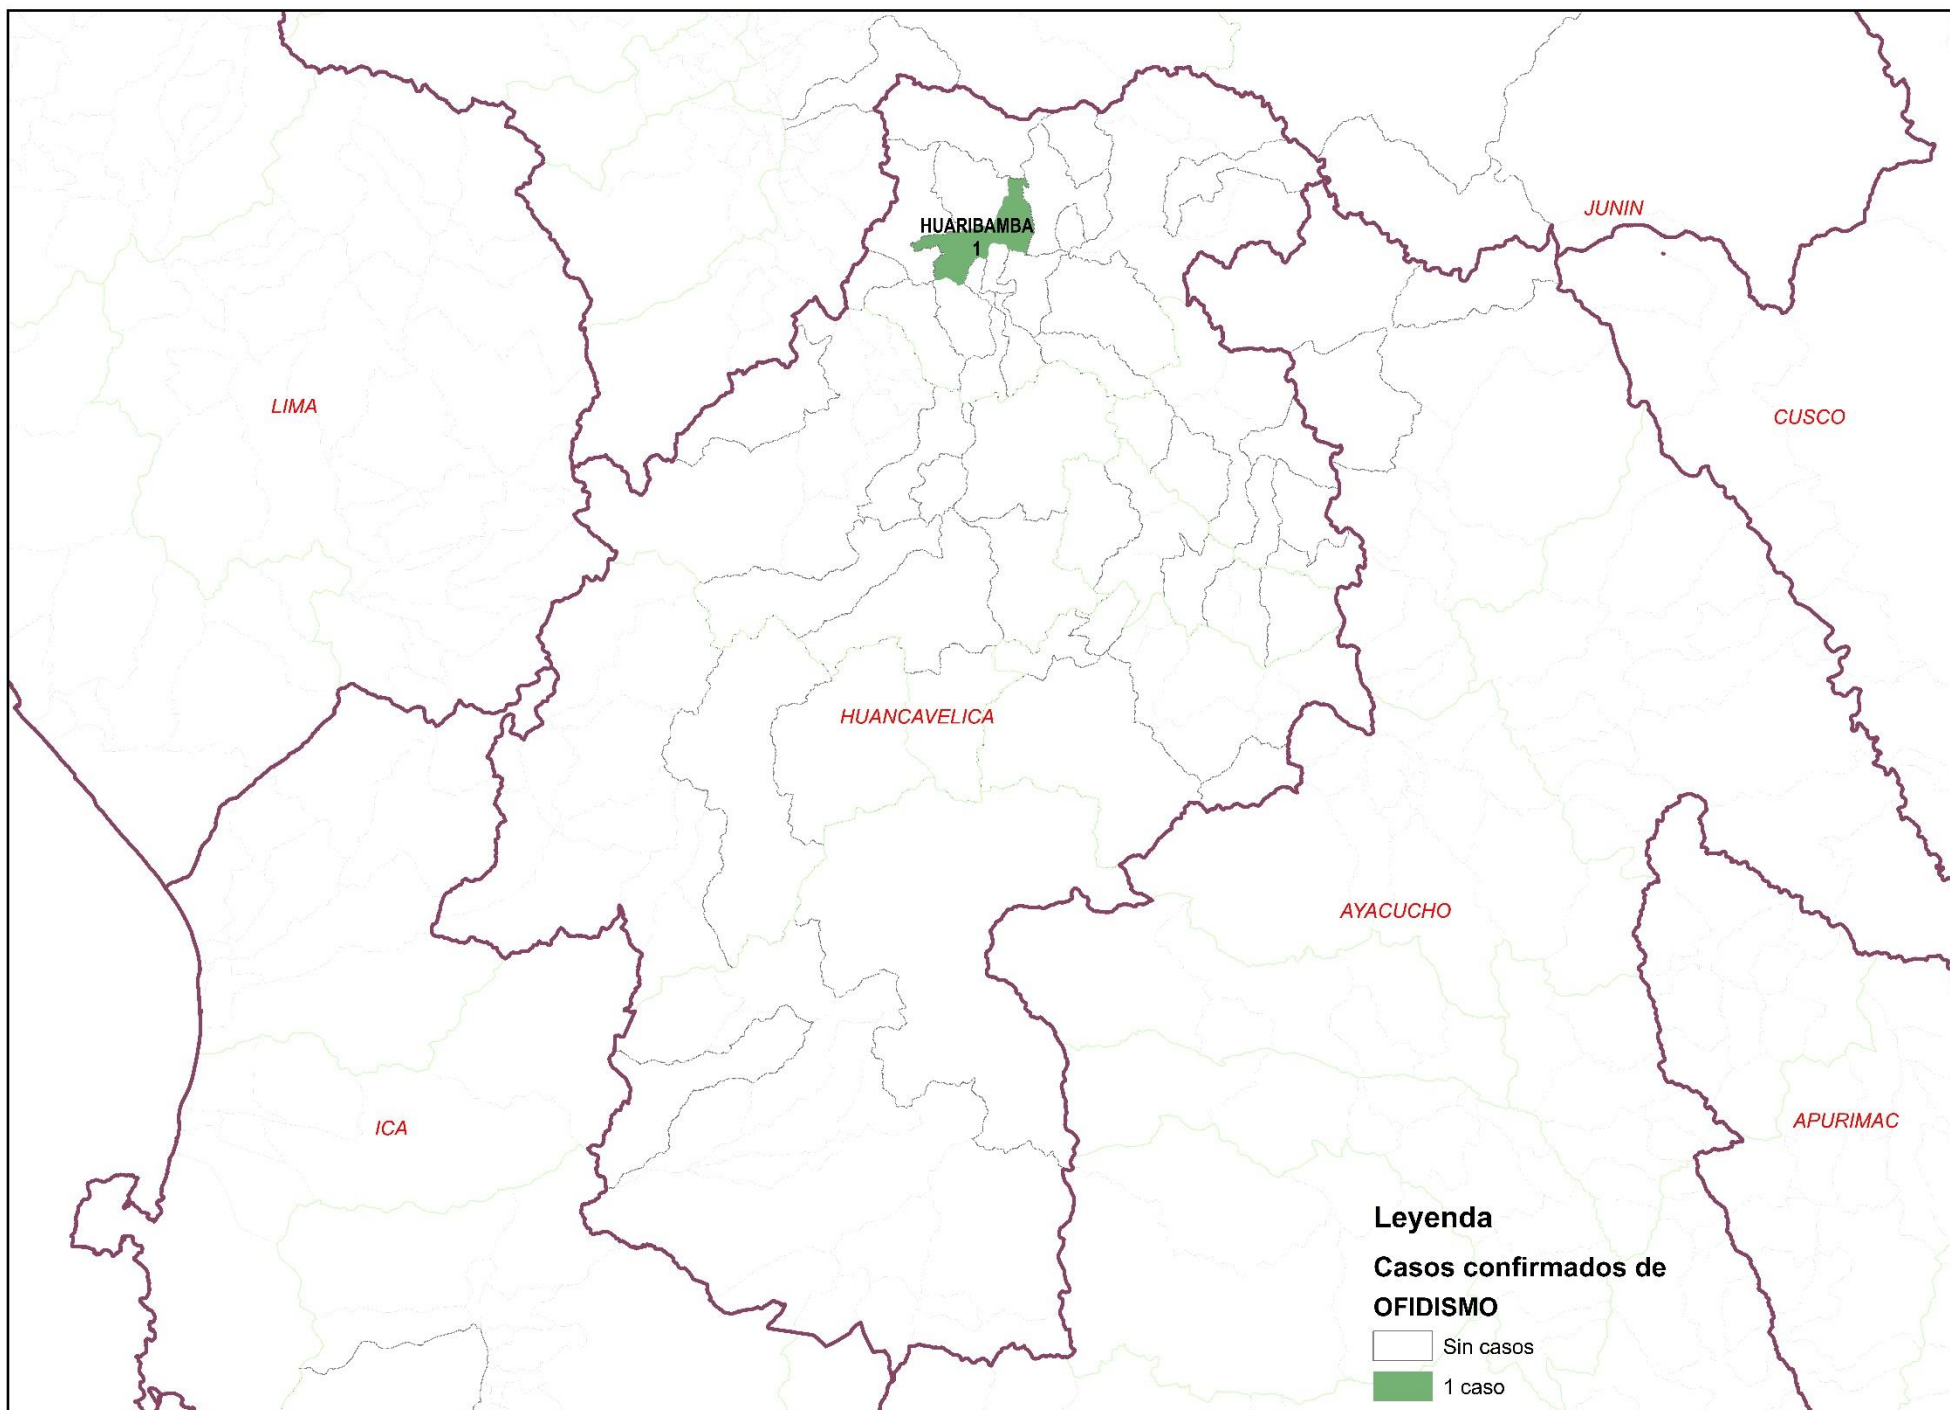 JUNIN
HUARIBAMBA
1
LIMA
CUSCO
HUANCAVELICA
AYACUCHO
ICA
APURIMAC
Leyenda
Casos confirmados de
OFIDISMO
Sin casos
1 caso